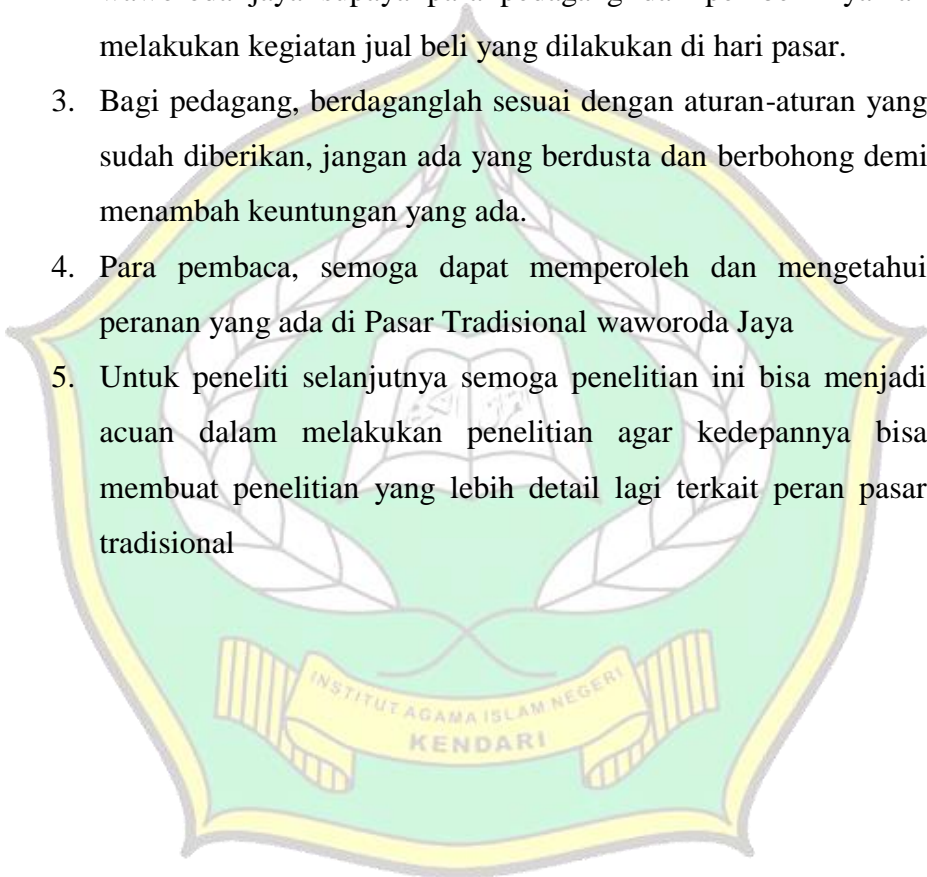 melakukan kegiatan jual beli yang dilakukan di hari pasar.
3. Bagi pedagang, berdaganglah sesuai dengan aturan-aturan yang
sudah diberikan, jangan ada yang berdusta dan berbohong demi
menambah keuntungan yang ada.
4. Para pembaca, semoga dapat memperoleh dan mengetahui
peranan yang ada di Pasar Tradisional waworoda Jaya
5. Untuk peneliti selanjutnya semoga penelitian ini bisa menjadi
acuan dalam melakukan penelitian agar kedepannya bisa
membuat penelitian yang lebih detail lagi terkait peran pasar
tradisional
INSTITUT AGAMA ISLAM NEGERI
KENDARI